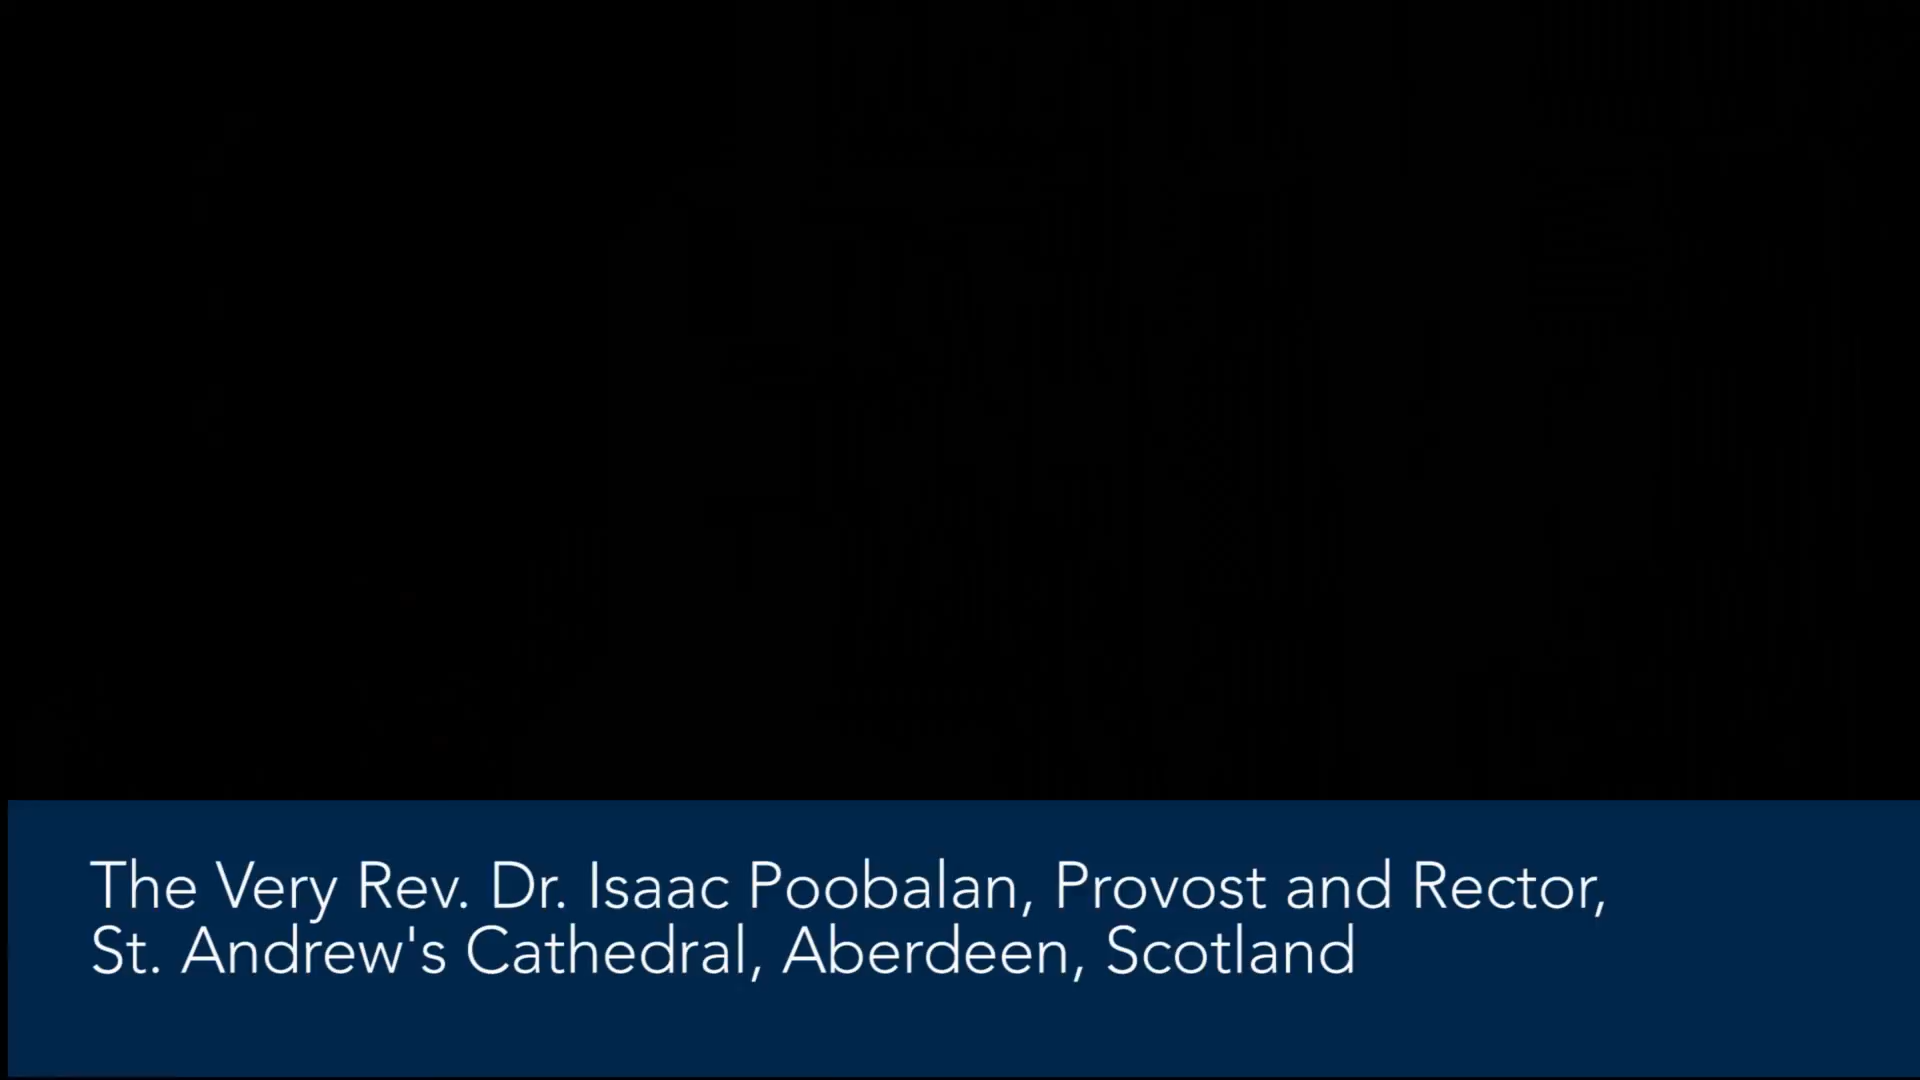 The Very Rev. Dr. Isaac Poobalan, Provost and Rector,
St. Andrew's Cathedral, Aberdeen, Scotland